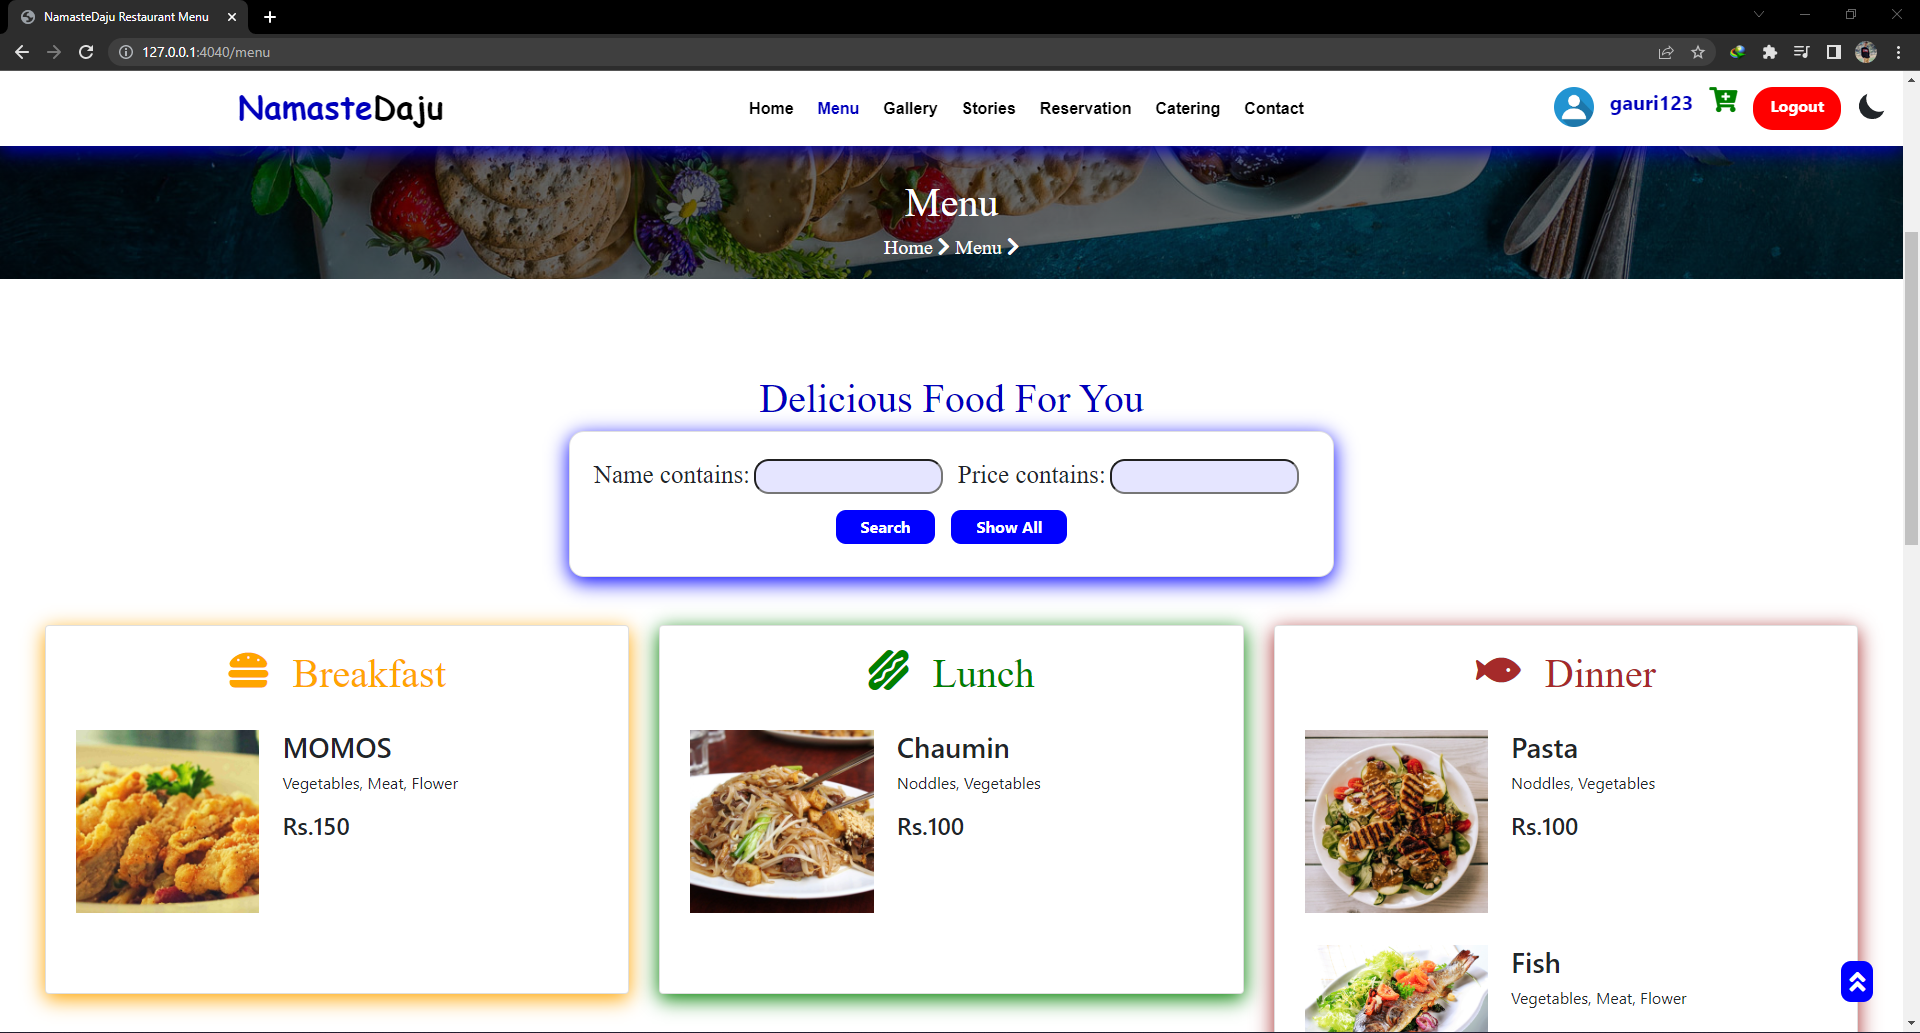 NamasteDaju Restaurant Menu
127.0.0.1:4040/menu
NamasteDaju
Home Menu Gallery Stories Reservation Catering Contact
gauri123
Logout
Menu
Home Menu
Delicious Food For You
Name contains: Price contains:
Search Show All
Breakfast
MOMOS
Vegetables, Meat, Flower
Rs.150
Lunch
Chaumin
Noddles, Vegetables
Rs.100
Dinner
Pasta
Noddles, Vegetables
Rs.100
Fish
Vegetables, Meat, Flower